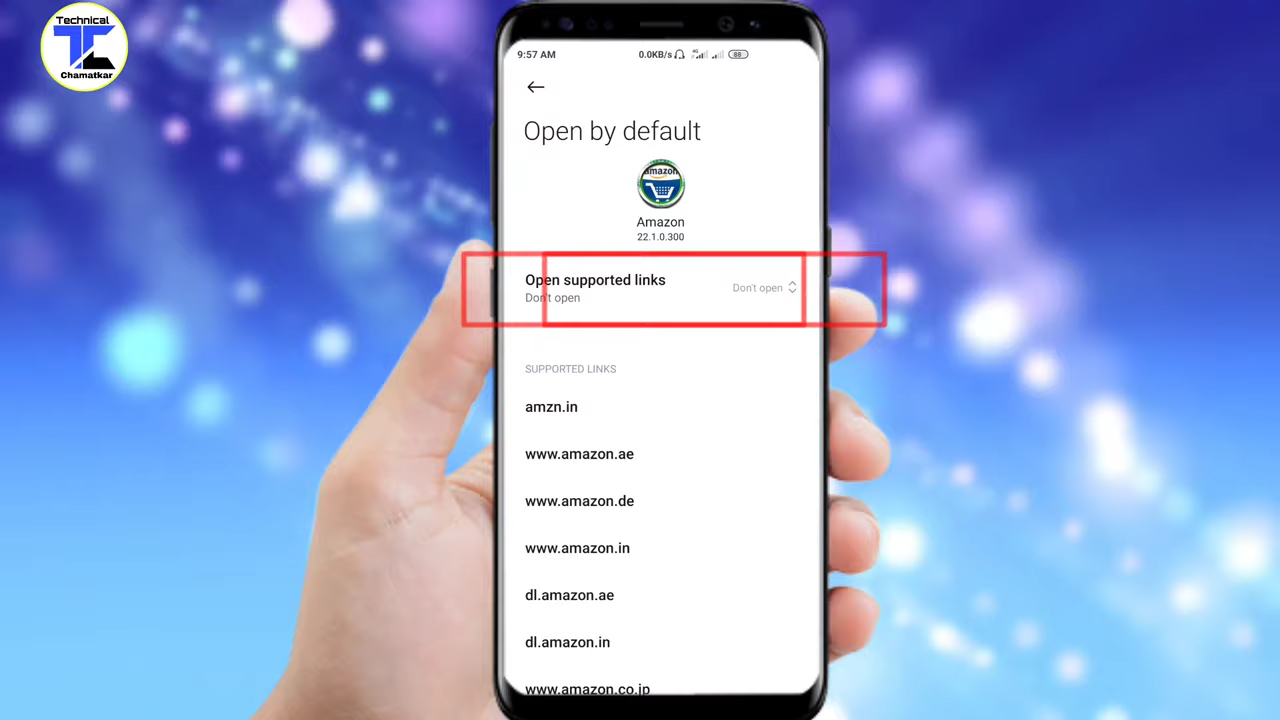 Technical
TC
Chamatkar
9:57 AM
0.0KB/s 4G 88
Open by default
amazon
Amazon
22.1.0.300
Open supported links
Don't open
Don't open
SUPPORTED LINKS
amzn.in
www.amazon.ae
www.amazon.de
www.amazon.in
dl.amazon.ae
dl.amazon.in
www.amazon.co.jp